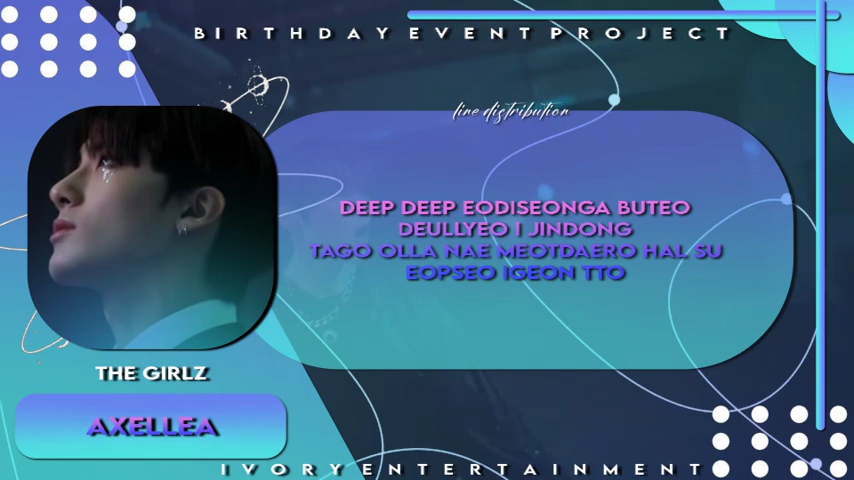 BIRTHDAY EVENT PROJECT
line distribution
DEEP DEEP EODISEONGA BUTEO
DEULLYEO I JINDONG
TAGO OLLA NAE MEOTDAERO HAL SU
EOPSEO IGEON TTO
THE GIRLZ
AXELLEA
IVORY ENTERTAINMENT